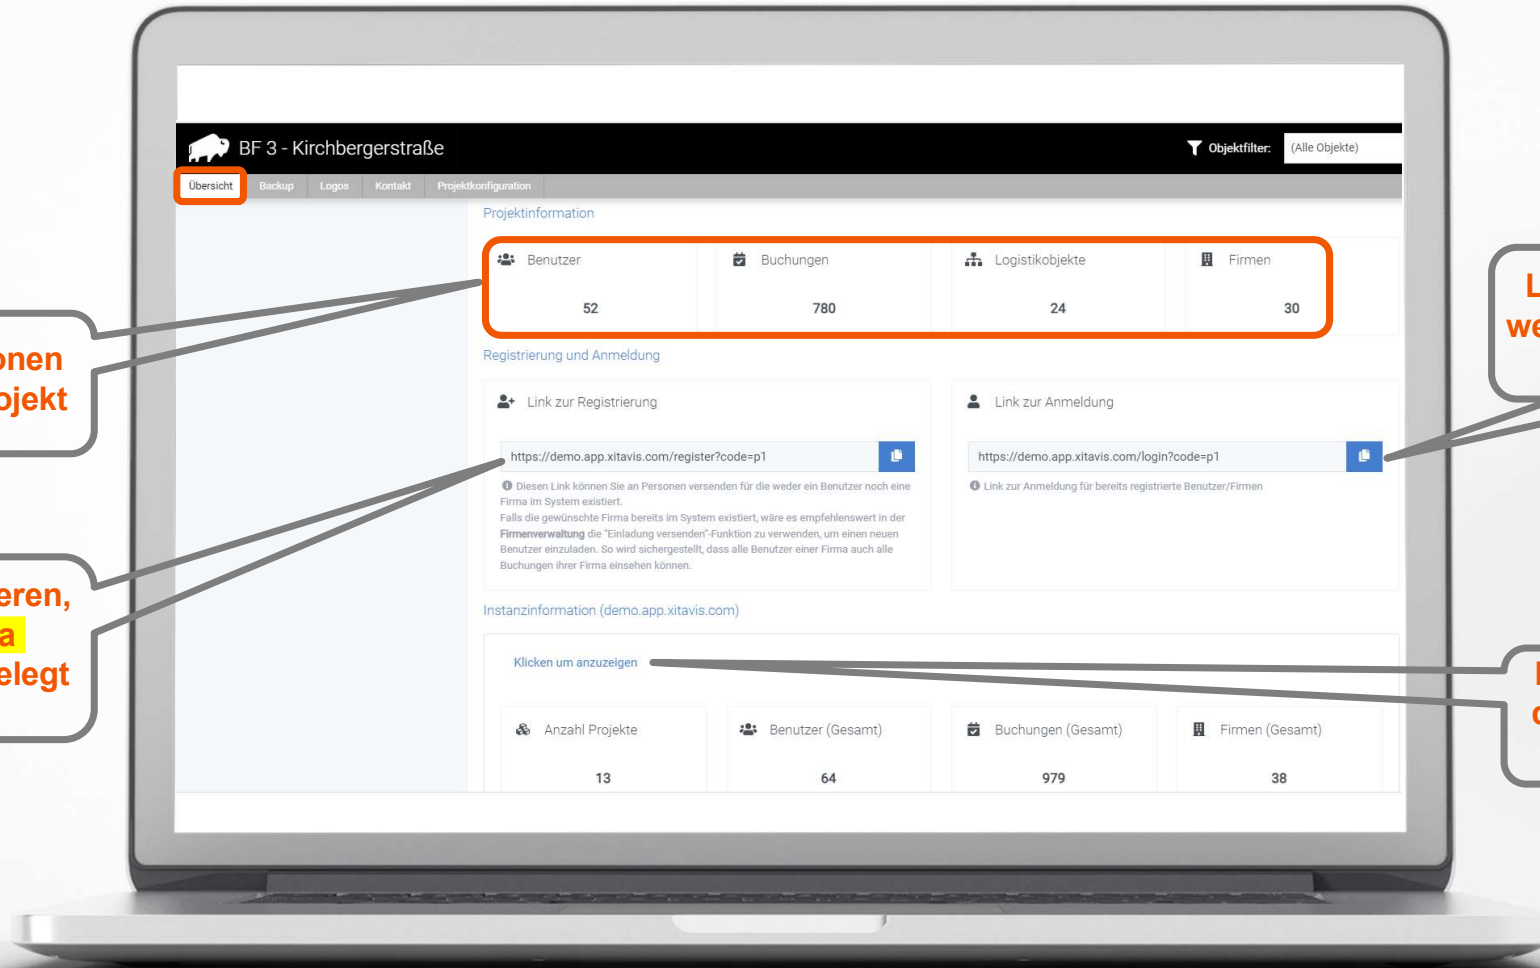 BF 3 - Kirchbergerstraße
Objektfilter:
(Alle Objekte)
Übersicht
Backup
Logos
Kontakt
Projektkonfiguration
Projektinformation
Benutzer
52
Buchungen
780
Logistikobjekte
24
Firmen
30
Registrierung und Anmeldung
Link zur Registrierung
https://demo.app.xitavis.com/register?code=p1
Diesen Link können Sie an Personen versenden für die weder ein Benutzer noch eine
Firma im System existiert.
Falls die gewünschte Firma bereits im System existiert, wäre es empfehlenswert in der
Firmenverwaltung die "Einladung versenden"-Funktion zu verwenden, um einen neuen
Benutzer einzuladen. So wird sichergestellt, dass alle Benutzer einer Firma auch alle
Buchungen ihrer Firma einsehen können.
Link zur Anmeldung
https://demo.app.xitavis.com/login?code=p1
Link zur Anmeldung für bereits registrierte Benutzer/Firmen
Instanzinformation (demo.app.xitavis.com)
Klicken um anzuzeigen
Anzahl Projekte
13
Benutzer (Gesamt)
64
Buchungen (Gesamt)
979
Firmen (Gesamt)
38
onen
ojekt
eren,
a
elegt
L
we